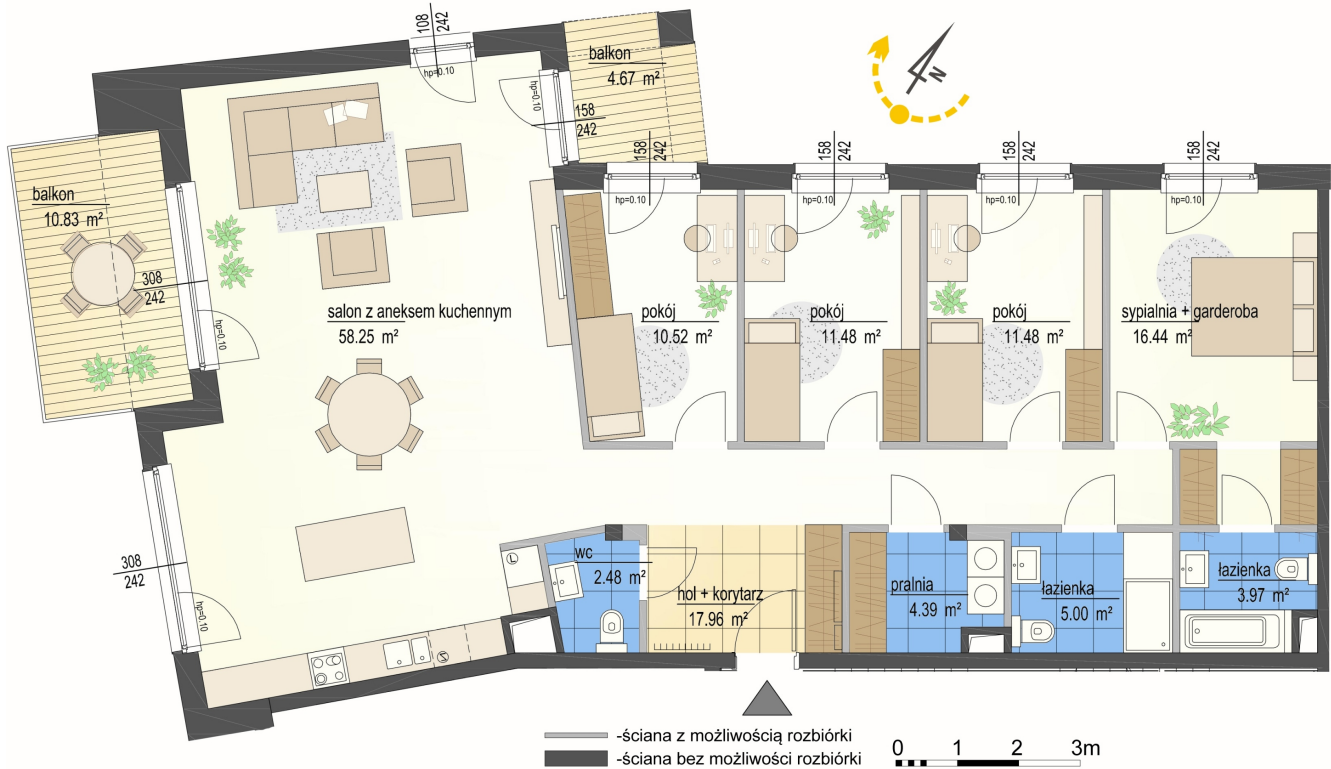 108
242
hp=0.10
balkon
4.67 m²
hp=0.10
158
242
N
balkon
10.83 m²
308
242
hp=0.10
salon z aneksem kuchennym
58.25 m²
158
242
hp=0.10
pokój
10.52 m²
158
242
hp=0.10
pokój
11.48 m²
158
242
hp=0.10
pokój
11.48 m²
158
242
hp=0.10
sypialnia + garderoba
16.44 m²
308
242
hp=0.10
L
Z
wc
2.48 m²
hol + korytarz
17.96 m²
pralnia
4.39 m²
łazienka
5.00 m²
łazienka
3.97 m²
-ściana z możliwością rozbiórki
-ściana bez możliwości rozbiórki
0 1 2 3m